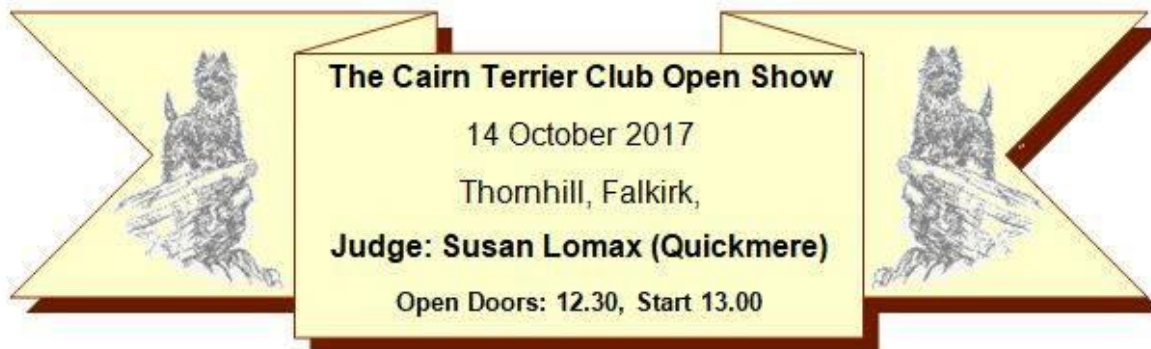 The Cairn Terrier Club Open Show
14 October 2017
Thornhill, Falkirk,
Judge: Susan Lomax (Quickmere)
Open Doors: 12.30, Start 13.00